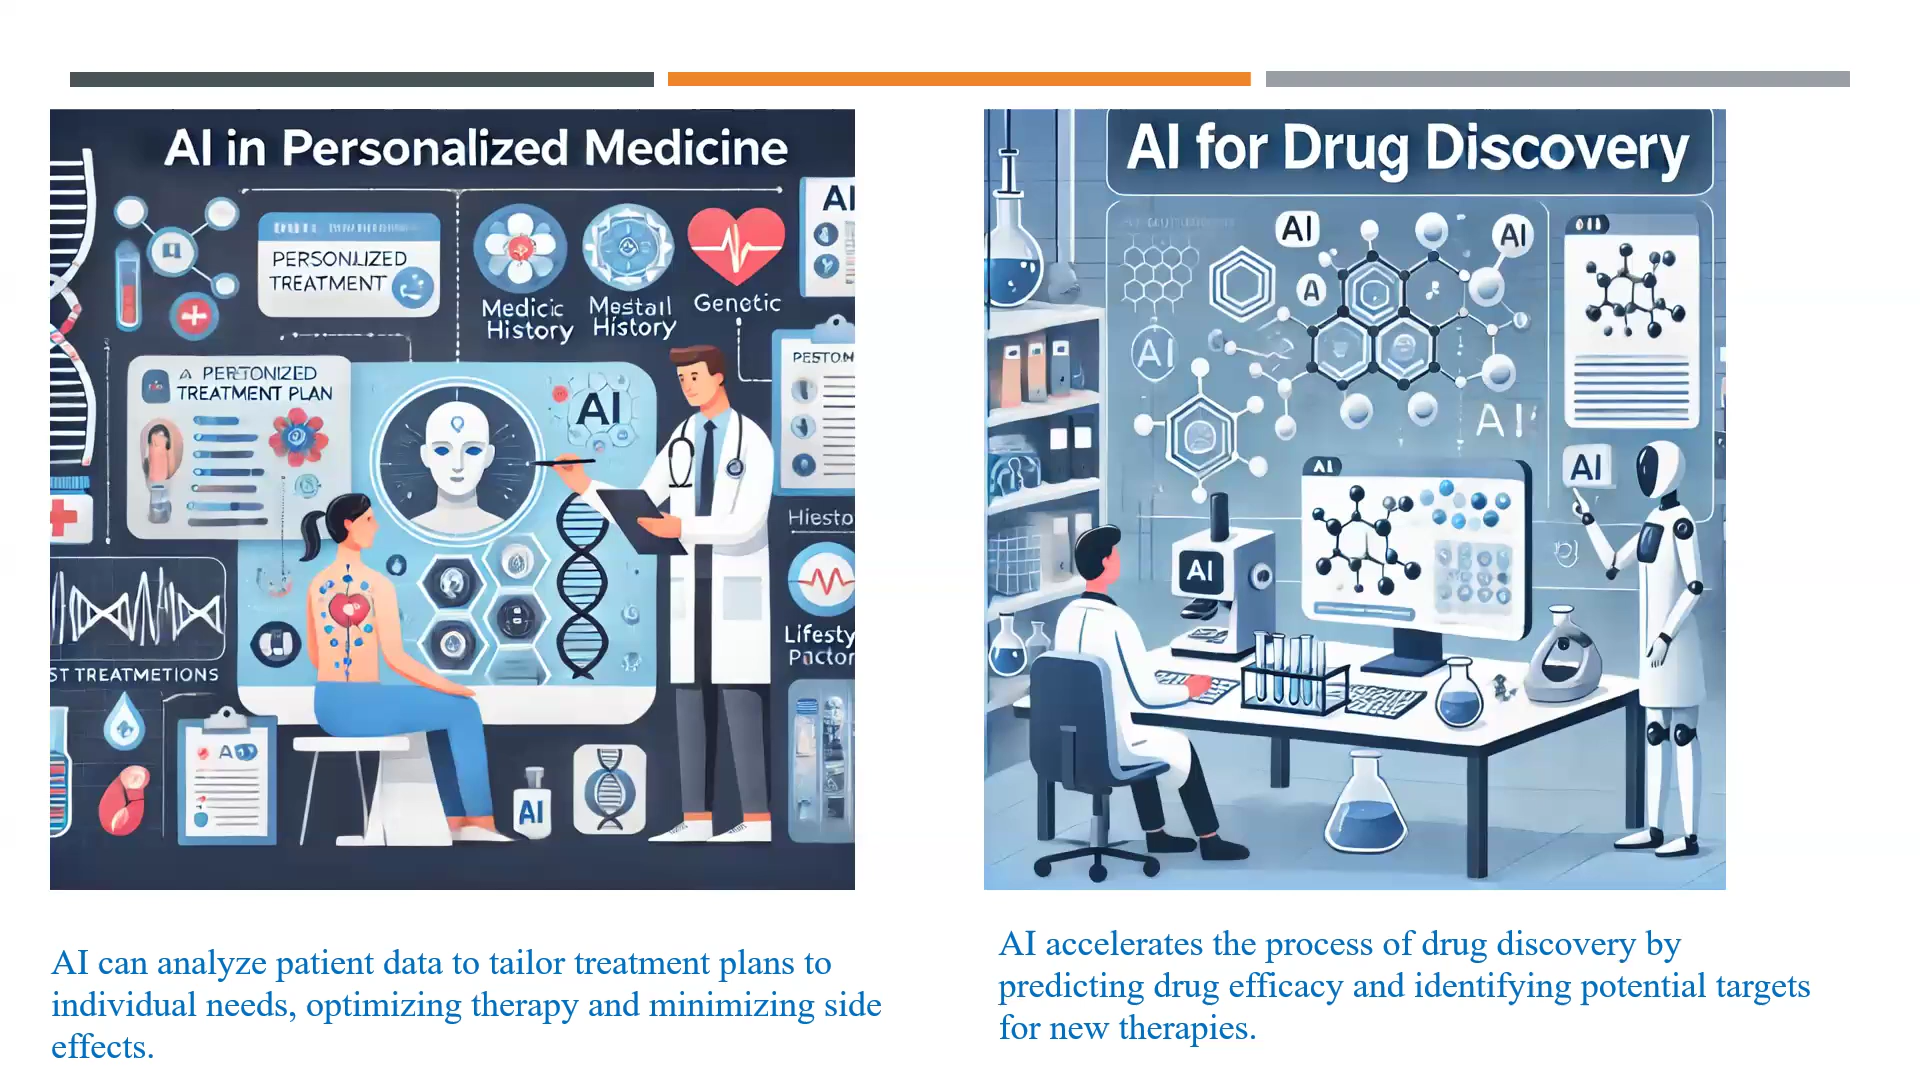 AI in Personalized Medicine
AI
PERSONLIZED
TREATMENT
Medicic
History
Mestall
History
Genetic
A PERTONIZED
TREATMENT PLAN
AI
PESTON
Hiesto
Lifesty
Pactor
ST TREATMETIONS
A
AI
AI can analyze patient data to tailor treatment plans to
individual needs, optimizing therapy and minimizing side
effects.
AI for Drug Discovery
AI
AI
A
AI
AI
AI
AI
AI
AI accelerates the process of drug discovery by
predicting drug efficacy and identifying potential targets
for new therapies.